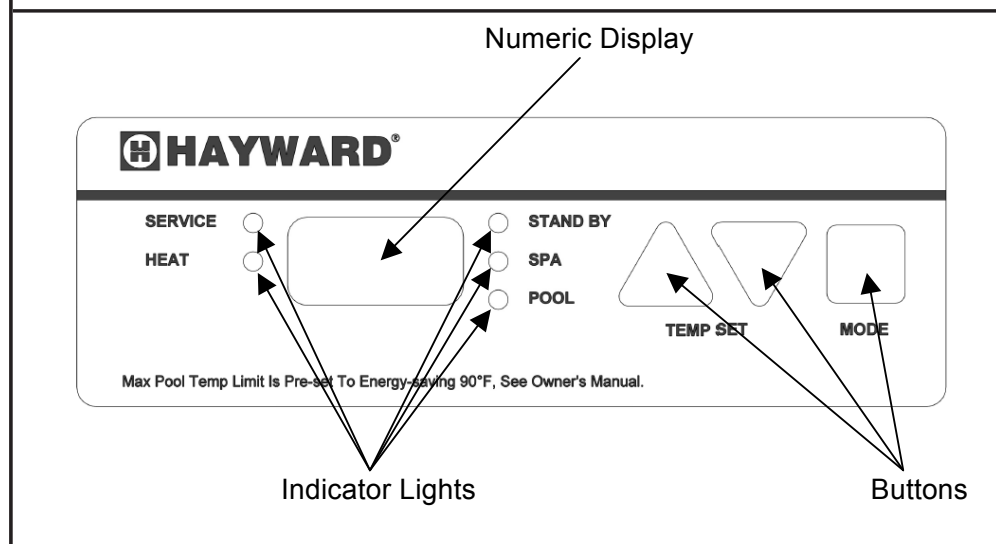 Numeric Display
H HAYWARD®
SERVICE
HEAT
STAND BY
SPA
POOL
TEMP SET
MODE
Max Pool Temp Limit Is Pre-set To Energy-saving 90°F, See Owner's Manual.
Indicator Lights
Buttons